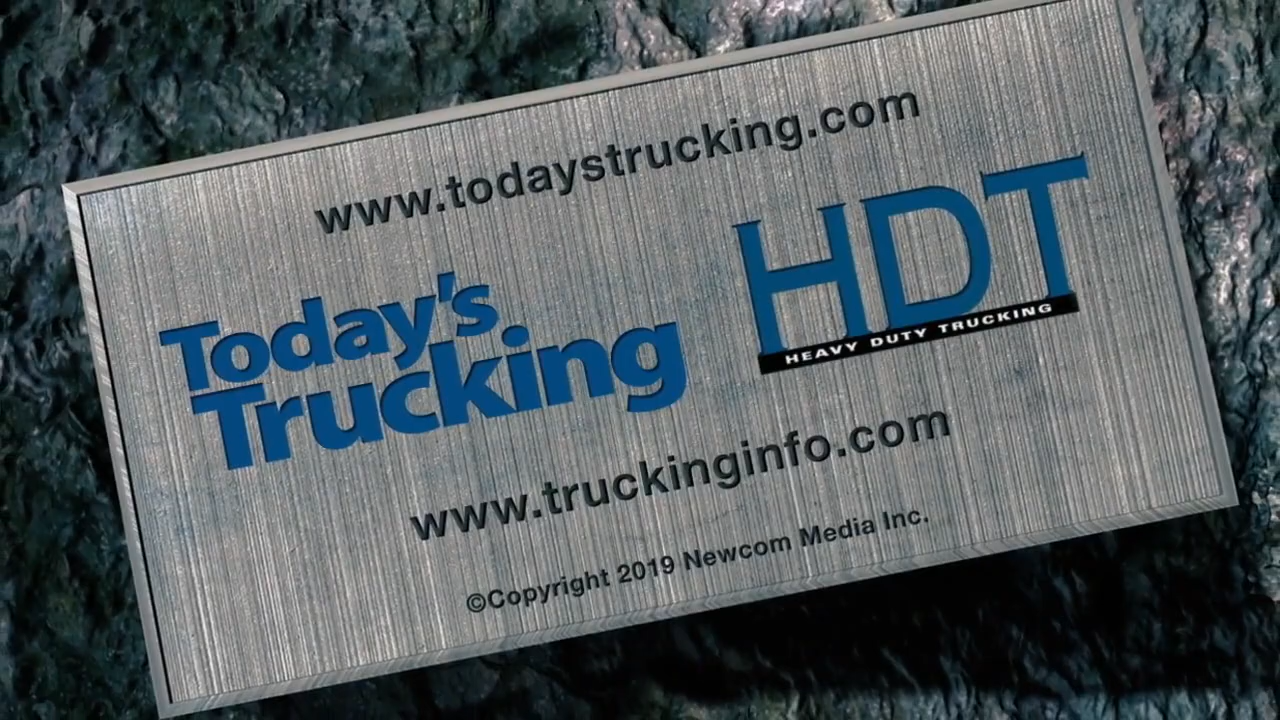 www.todaystrucking.com
Today's
Trucking
HDT
HEAVY DUTY TRUCKING
www.truckinginfo.com
©Copyright 2019 Newcom Media Inc.